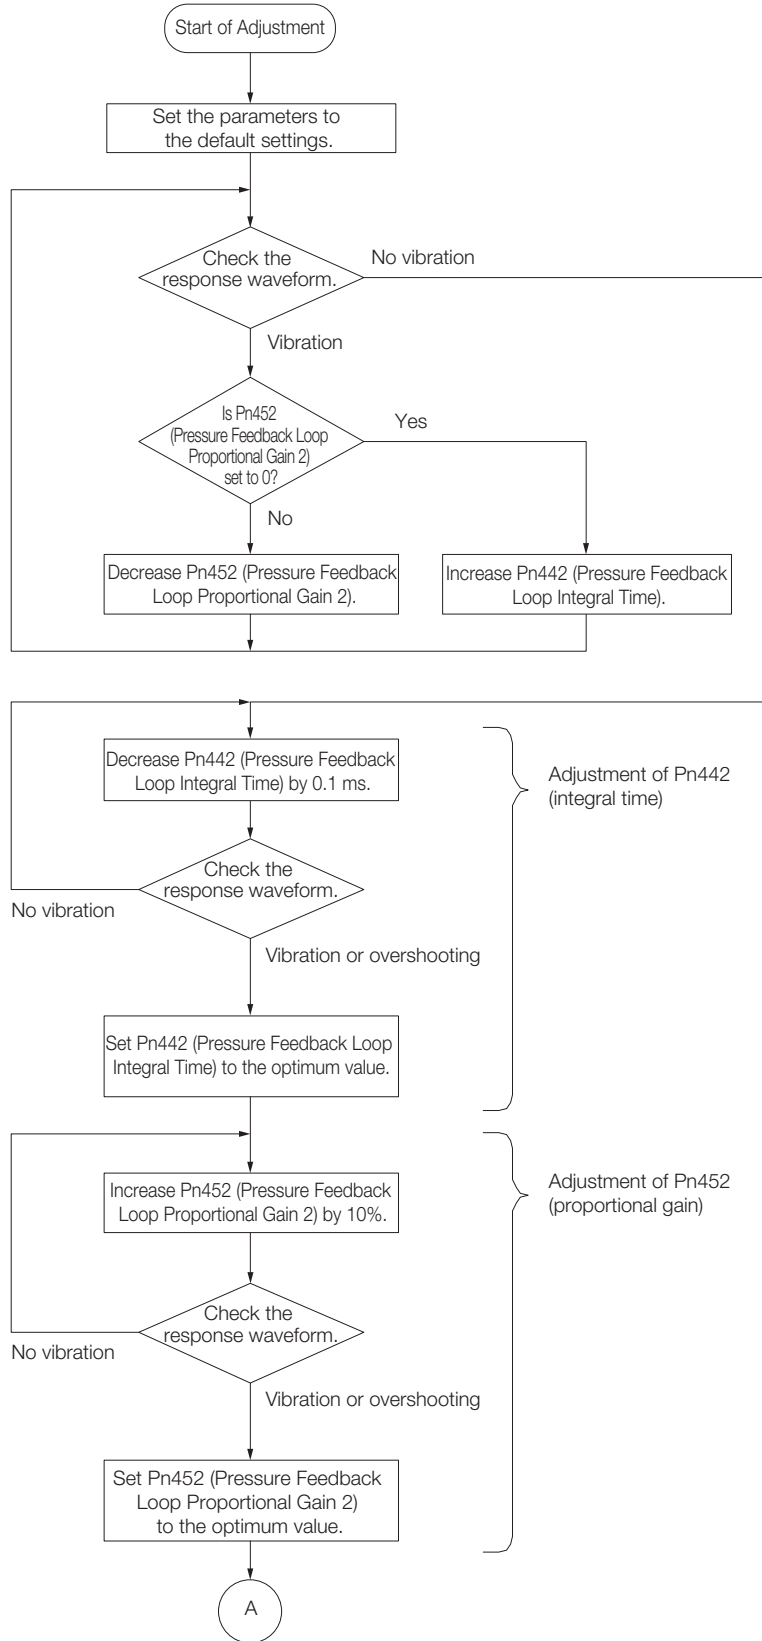 Start of Adjustment
Set the parameters to
the default settings.
Check the
response waveform.
No vibration
Vibration
Is Pn452
(Pressure Feedback Loop
Proportional Gain 2)
set to 0?
Yes
No
Decrease Pn452 (Pressure Feedback
Loop Proportional Gain 2).
Increase Pn442 (Pressure Feedback
Loop Integral Time).
Decrease Pn442 (Pressure Feedback
Loop Integral Time) by 0.1 ms.
Adjustment of Pn442
(integral time)
Check the
response waveform.
No vibration
Vibration or overshooting
Set Pn442 (Pressure Feedback Loop
Integral Time) to the optimum value.
Increase Pn452 (Pressure Feedback
Loop Proportional Gain 2) by 10%.
Adjustment of Pn452
(proportional gain)
Check the
response waveform.
No vibration
Vibration or overshooting
Set Pn452 (Pressure Feedback
Loop Proportional Gain 2)
to the optimum value.
A